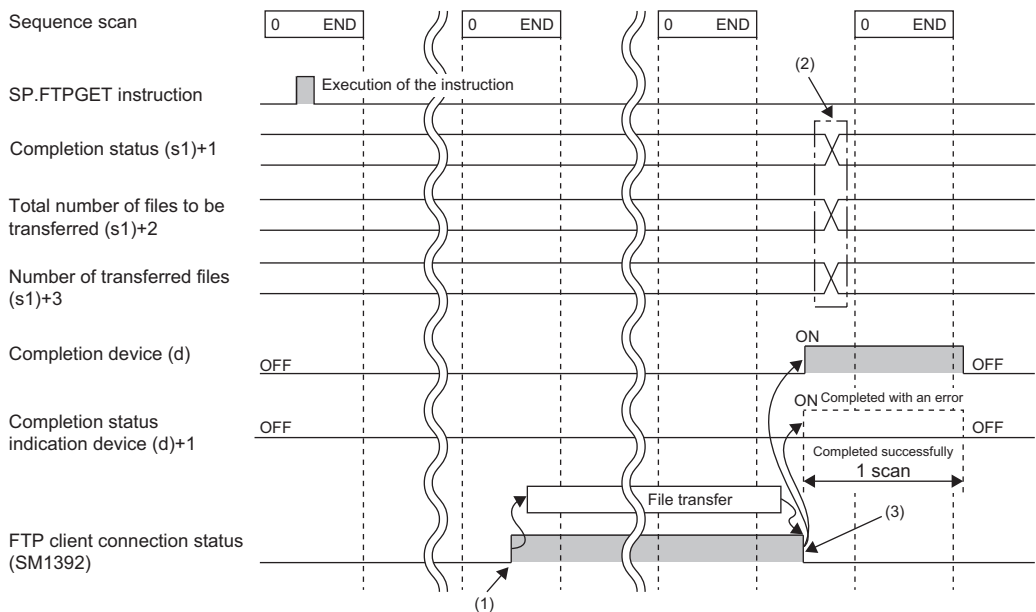 Sequence scan
0 END
0 END
0 END
0 END
(2)
SP.FTPGET instruction
Execution of the instruction
Completion status (s1)+1
Total number of files to be
transferred (s1)+2
Number of transferred files
(s1)+3
Completion device (d)
OFF
ON
OFF
Completion status
indication device (d)+1
OFF
ON
Completed with an error
OFF
Completed successfully
1 scan
File transfer
(3)
FTP client connection status
(SM1392)
(1)